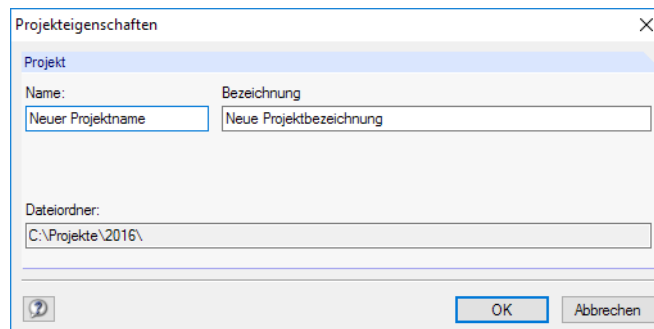 Projekteigenschaften
Projekt
Name: Bezeichnung
Neuer Projektname Neue Projektbezeichnung
Dateiordner:
C:\Projekte\2016\
OK Abbrechen